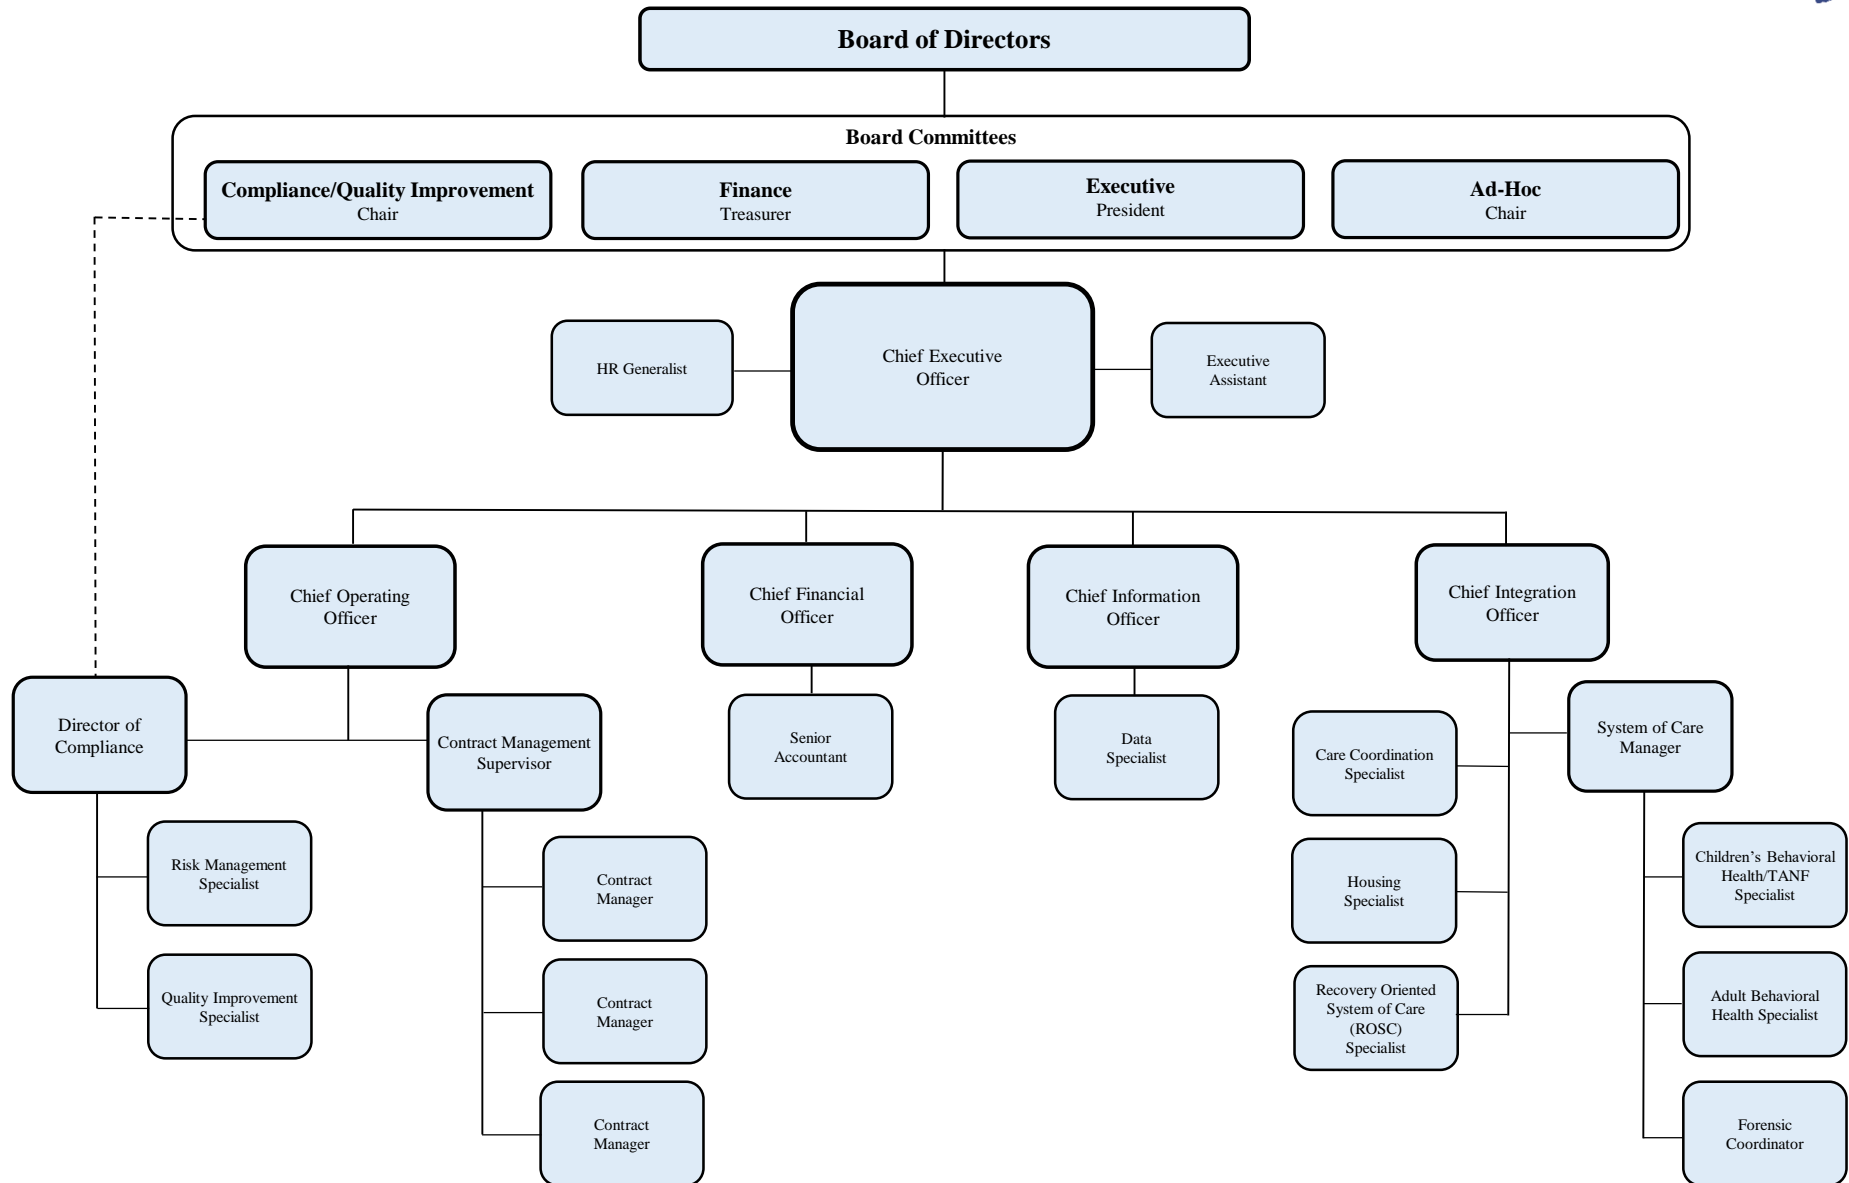 Board of Directors
Board Committees
Compliance/Quality Improvement
Chair
Finance
Treasurer
Executive
President
Ad-Hoc
Chair
HR Generalist
Chief Executive
Officer
Executive
Assistant
Chief Operating
Officer
Chief Financial
Officer
Chief Information
Officer
Chief Integration
Officer
Director of
Compliance
Contract Management
Supervisor
Senior
Accountant
Data
Specialist
Care Coordination
Specialist
System of Care
Manager
Risk Management
Specialist
Quality Improvement
Specialist
Contract
Manager
Contract
Manager
Contract
Manager
Housing
Specialist
Recovery Oriented
System of Care
(ROSC)
Specialist
Children’s Behavioral
Health/TANF
Specialist
Adult Behavioral
Health Specialist
Forensic
Coordinator